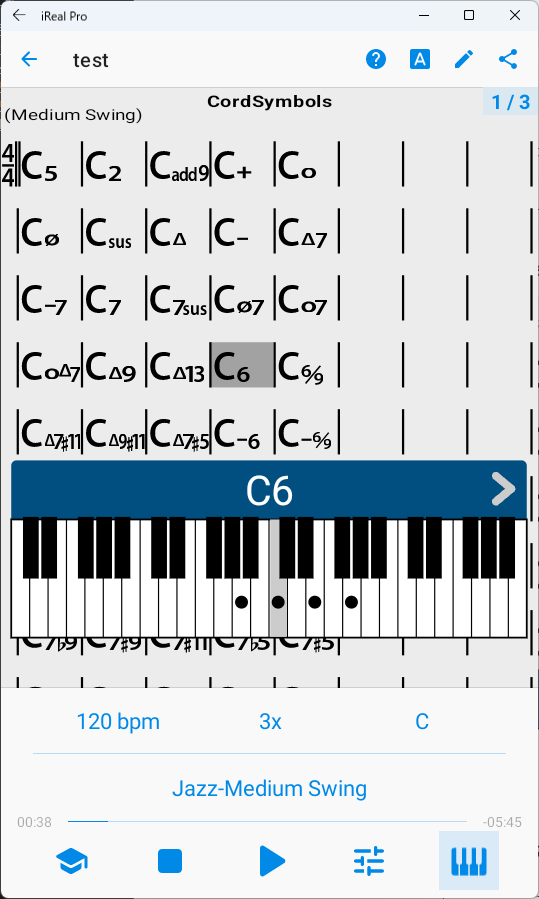 iReal Pro
test
CordSymbols
1 / 3
(Medium Swing)
4/4 C5 C2 Cadd9 C+ Co
Cø Csus CΔ C- CΔ7
C-7 C7 C7sus Cø7 Co7
CoΔ7 CΔ9 CΔ13 C6 C6/9
CΔ7♯11 CΔ9♯11 CΔ7♯5 C-6 C-6/9
C6
C7♭9 C7♯9 C7♯11 C7♭5 C7♯5
120 bpm 3x C
Jazz-Medium Swing
00:38 -05:45